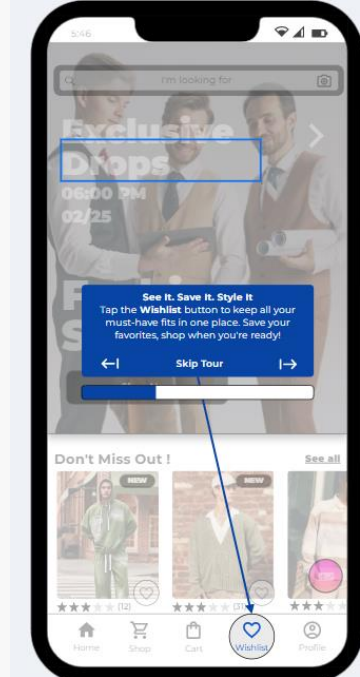 5:46
I'm looking for
Exclusive
Drops
06:00 PM
02/25
See It. Save It. Style It
Tap the Wishlist button to keep all your
must-have fits in one place. Save your
favorites, shop when you're ready!
Skip Tour
Don't Miss Out !
See all
NEW
NEW
(12)
(31)
Home
Shop
Cart
Wishlist
Profile